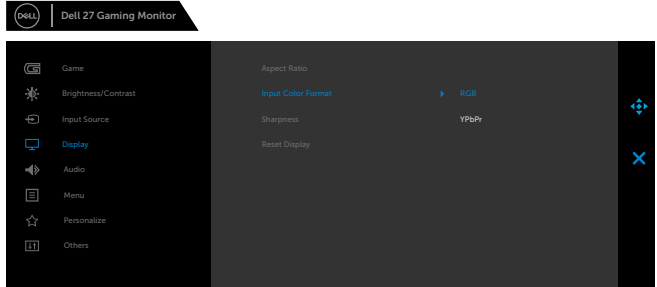 DELL
Dell 27 Gaming Monitor
Game
Aspect Ratio
Brightness/Contrast
Input Color Format
RGB
Input Source
Sharpness
YPbPr
Display
Reset Display
Audio
Menu
Personalize
Others